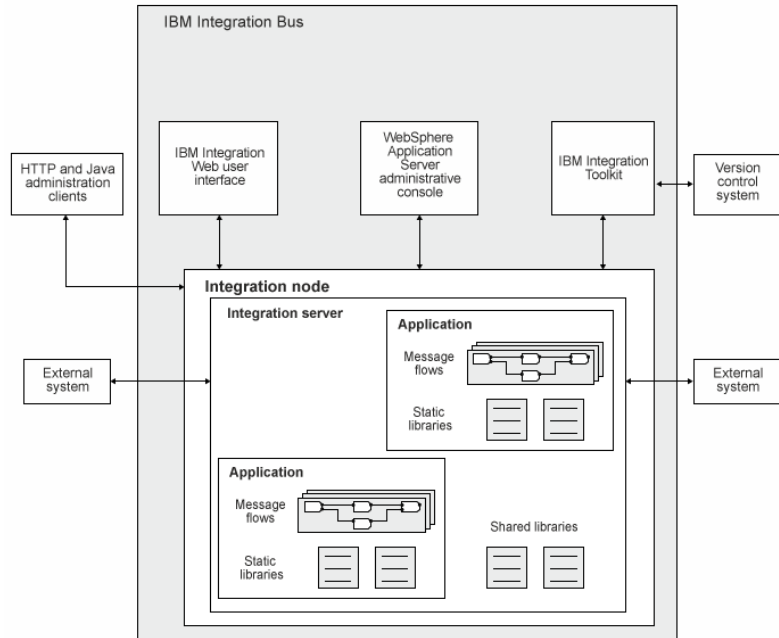 IBM Integration Bus
HTTP and Java
administration
clients
IBM Integration
Web user
interface
WebSphere
Application
Server
administrative
console
IBM Integration
Toolkit
Version
control
system
Integration node
Integration server
Application
Message
flows
Static
libraries
External
system
External
system
Application
Message
flows
Static
libraries
Shared libraries